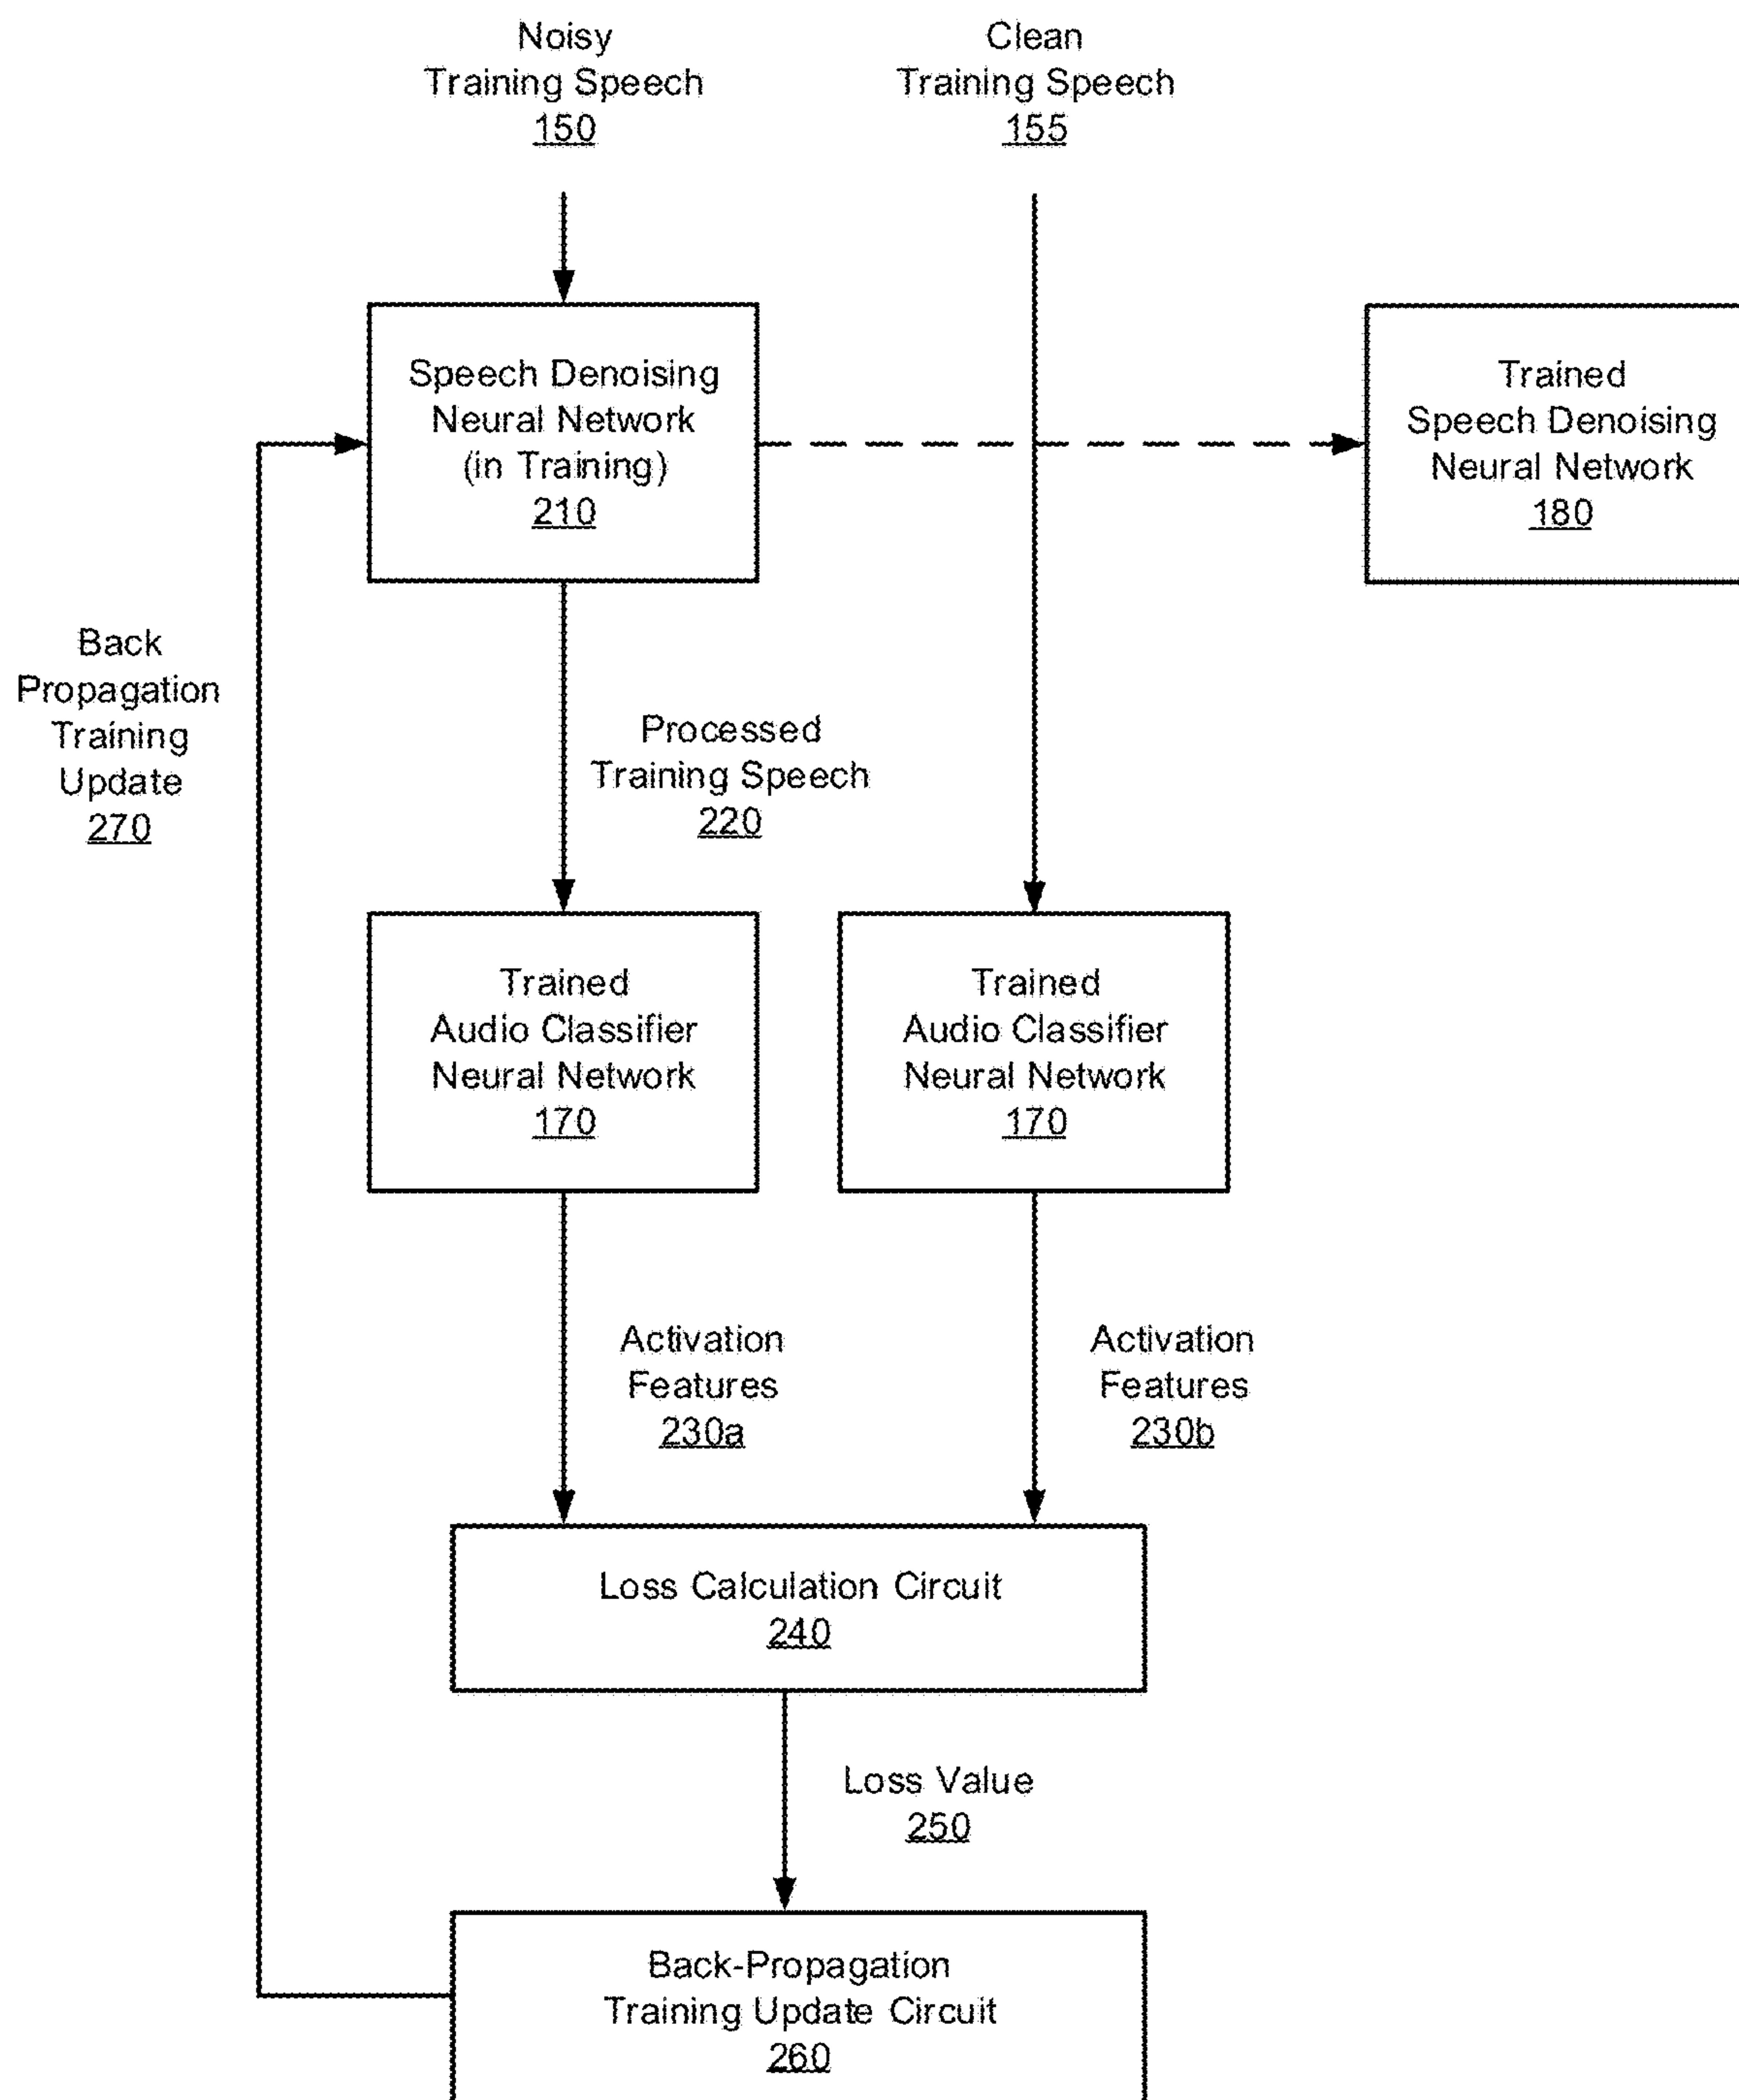 Noisy
Training Speech
150
Clean
Training Speech
155
Speech Denoising
Neural Network
(in Training)
210
Trained
Speech Denoising
Neural Network
180
Back
Propagation
Training
Update
270
Processed
Training Speech
220
Trained
Audio Classifier
Neural Network
170
Trained
Audio Classifier
Neural Network
170
Activation
Features
230a
Activation
Features
230b
Loss Calculation Circuit
240
Loss Value
250
Back-Propagation
Training Update Circuit
260